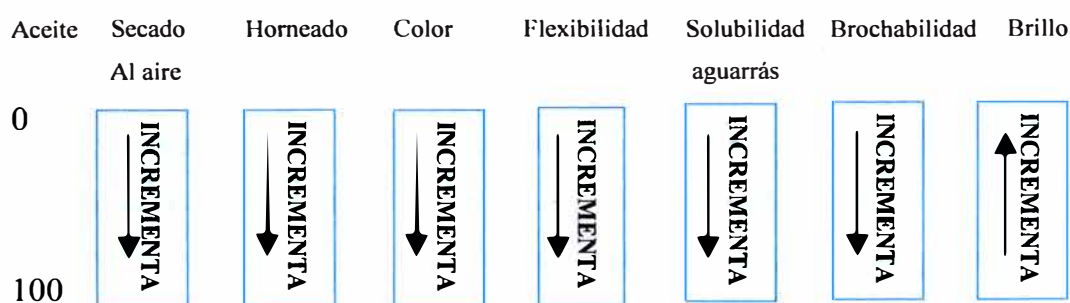 Aceite Secado Horneado Color Flexibilidad Solubilidad Brochabilidad Brillo
Al aire aguarrás
0
INCREMENTA INCREMENTA INCREMENTA INCREMENTA INCREMENTA INCREMENTA INCREMENTA
100